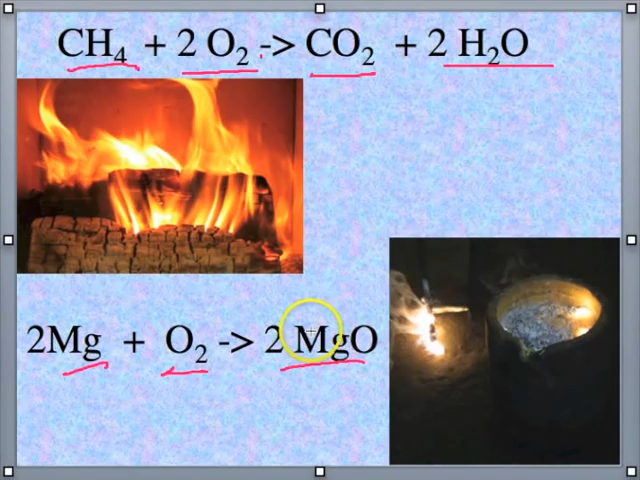 CH₄ + 2 O₂ -> CO₂ + 2 H₂O
2Mg + O₂ -> 2 MgO